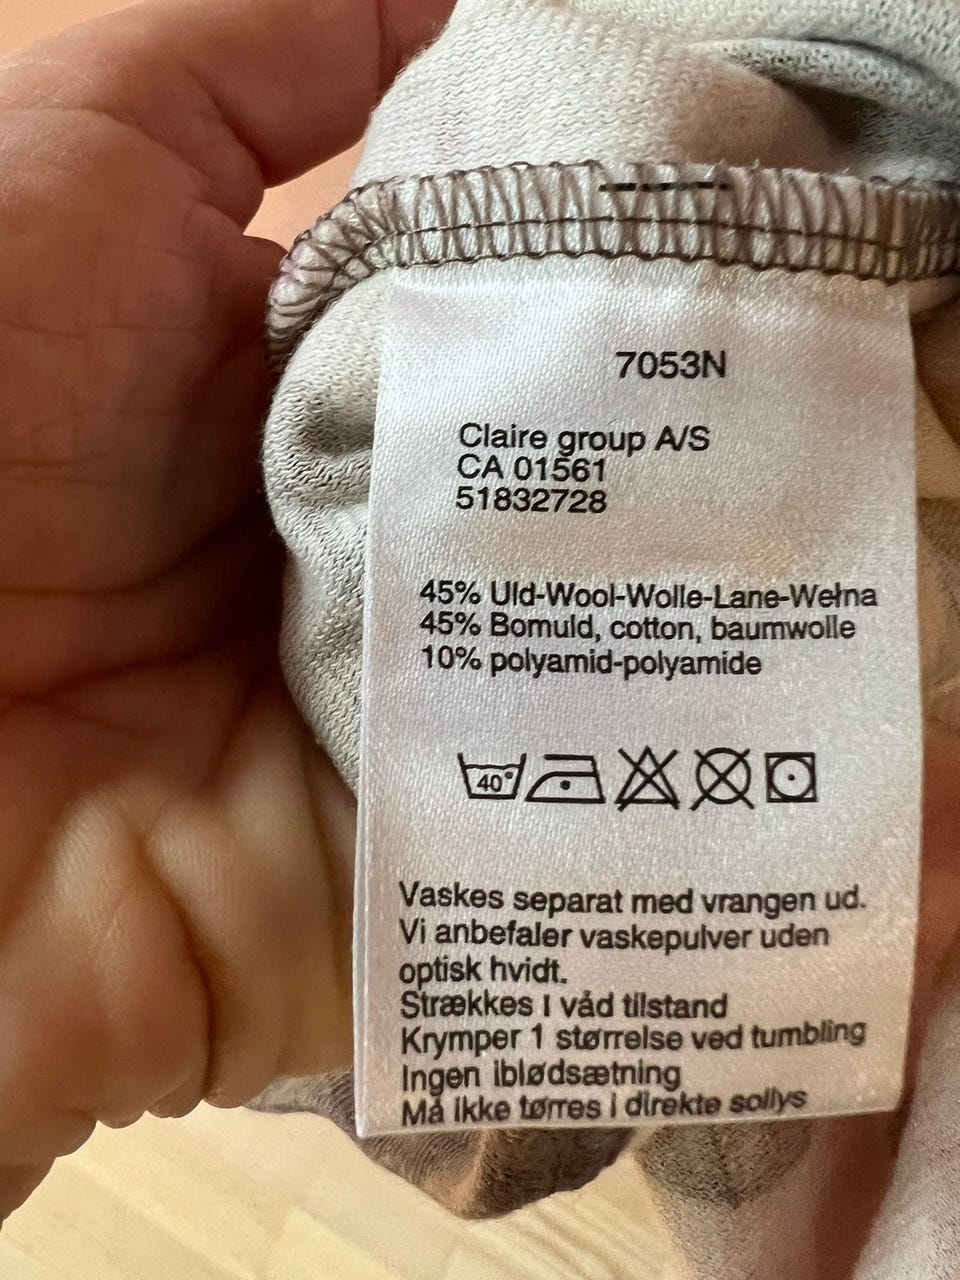 7053N
Claire group A/S
CA 01561
51832728
45% Uld-Wool-Wolle-Lane-Wełna
45% Bomuld, cotton, baumwolle
10% polyamid-polyamide
40°
Vaskes separat med vrangen ud.
Vi anbefaler vaskepulver uden
optisk hvidt.
Strækkes I våd tilstand
Krymper 1 størrelse ved tumbling
Ingen iblødsætning
Må ikke tørres i direkte sollys